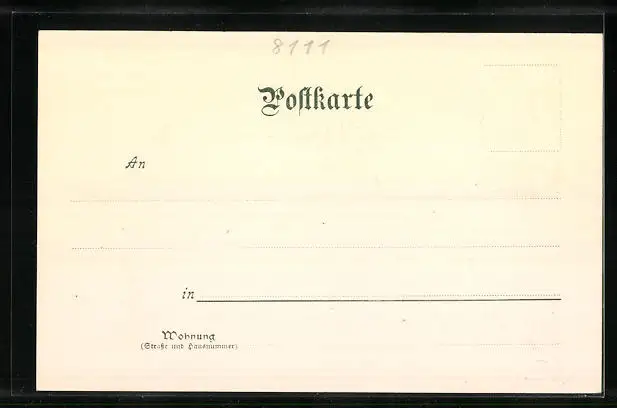 8111
Postkarte
An
in
Wohnung
(Straße und Hausnummer)